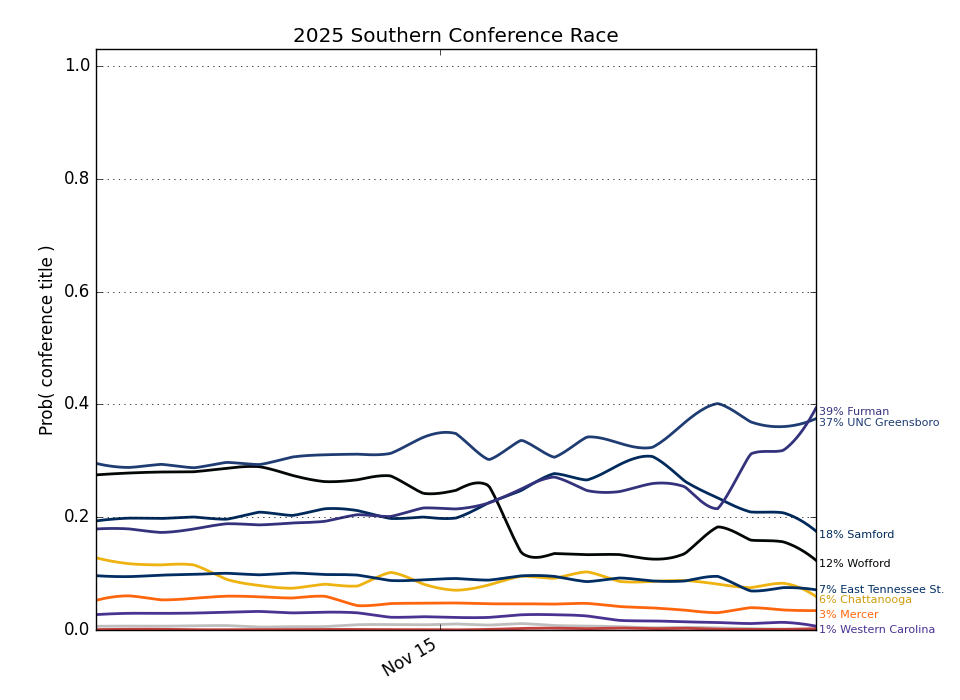 2025 Southern Conference Race
Prob( conference title )
1.0
0.8
0.6
0.4
0.2
0.0
Nov 15
39% Furman
37% UNC Greensboro
18% Samford
12% Wofford
7% East Tennessee St.
6% Chattanooga
3% Mercer
1% Western Carolina